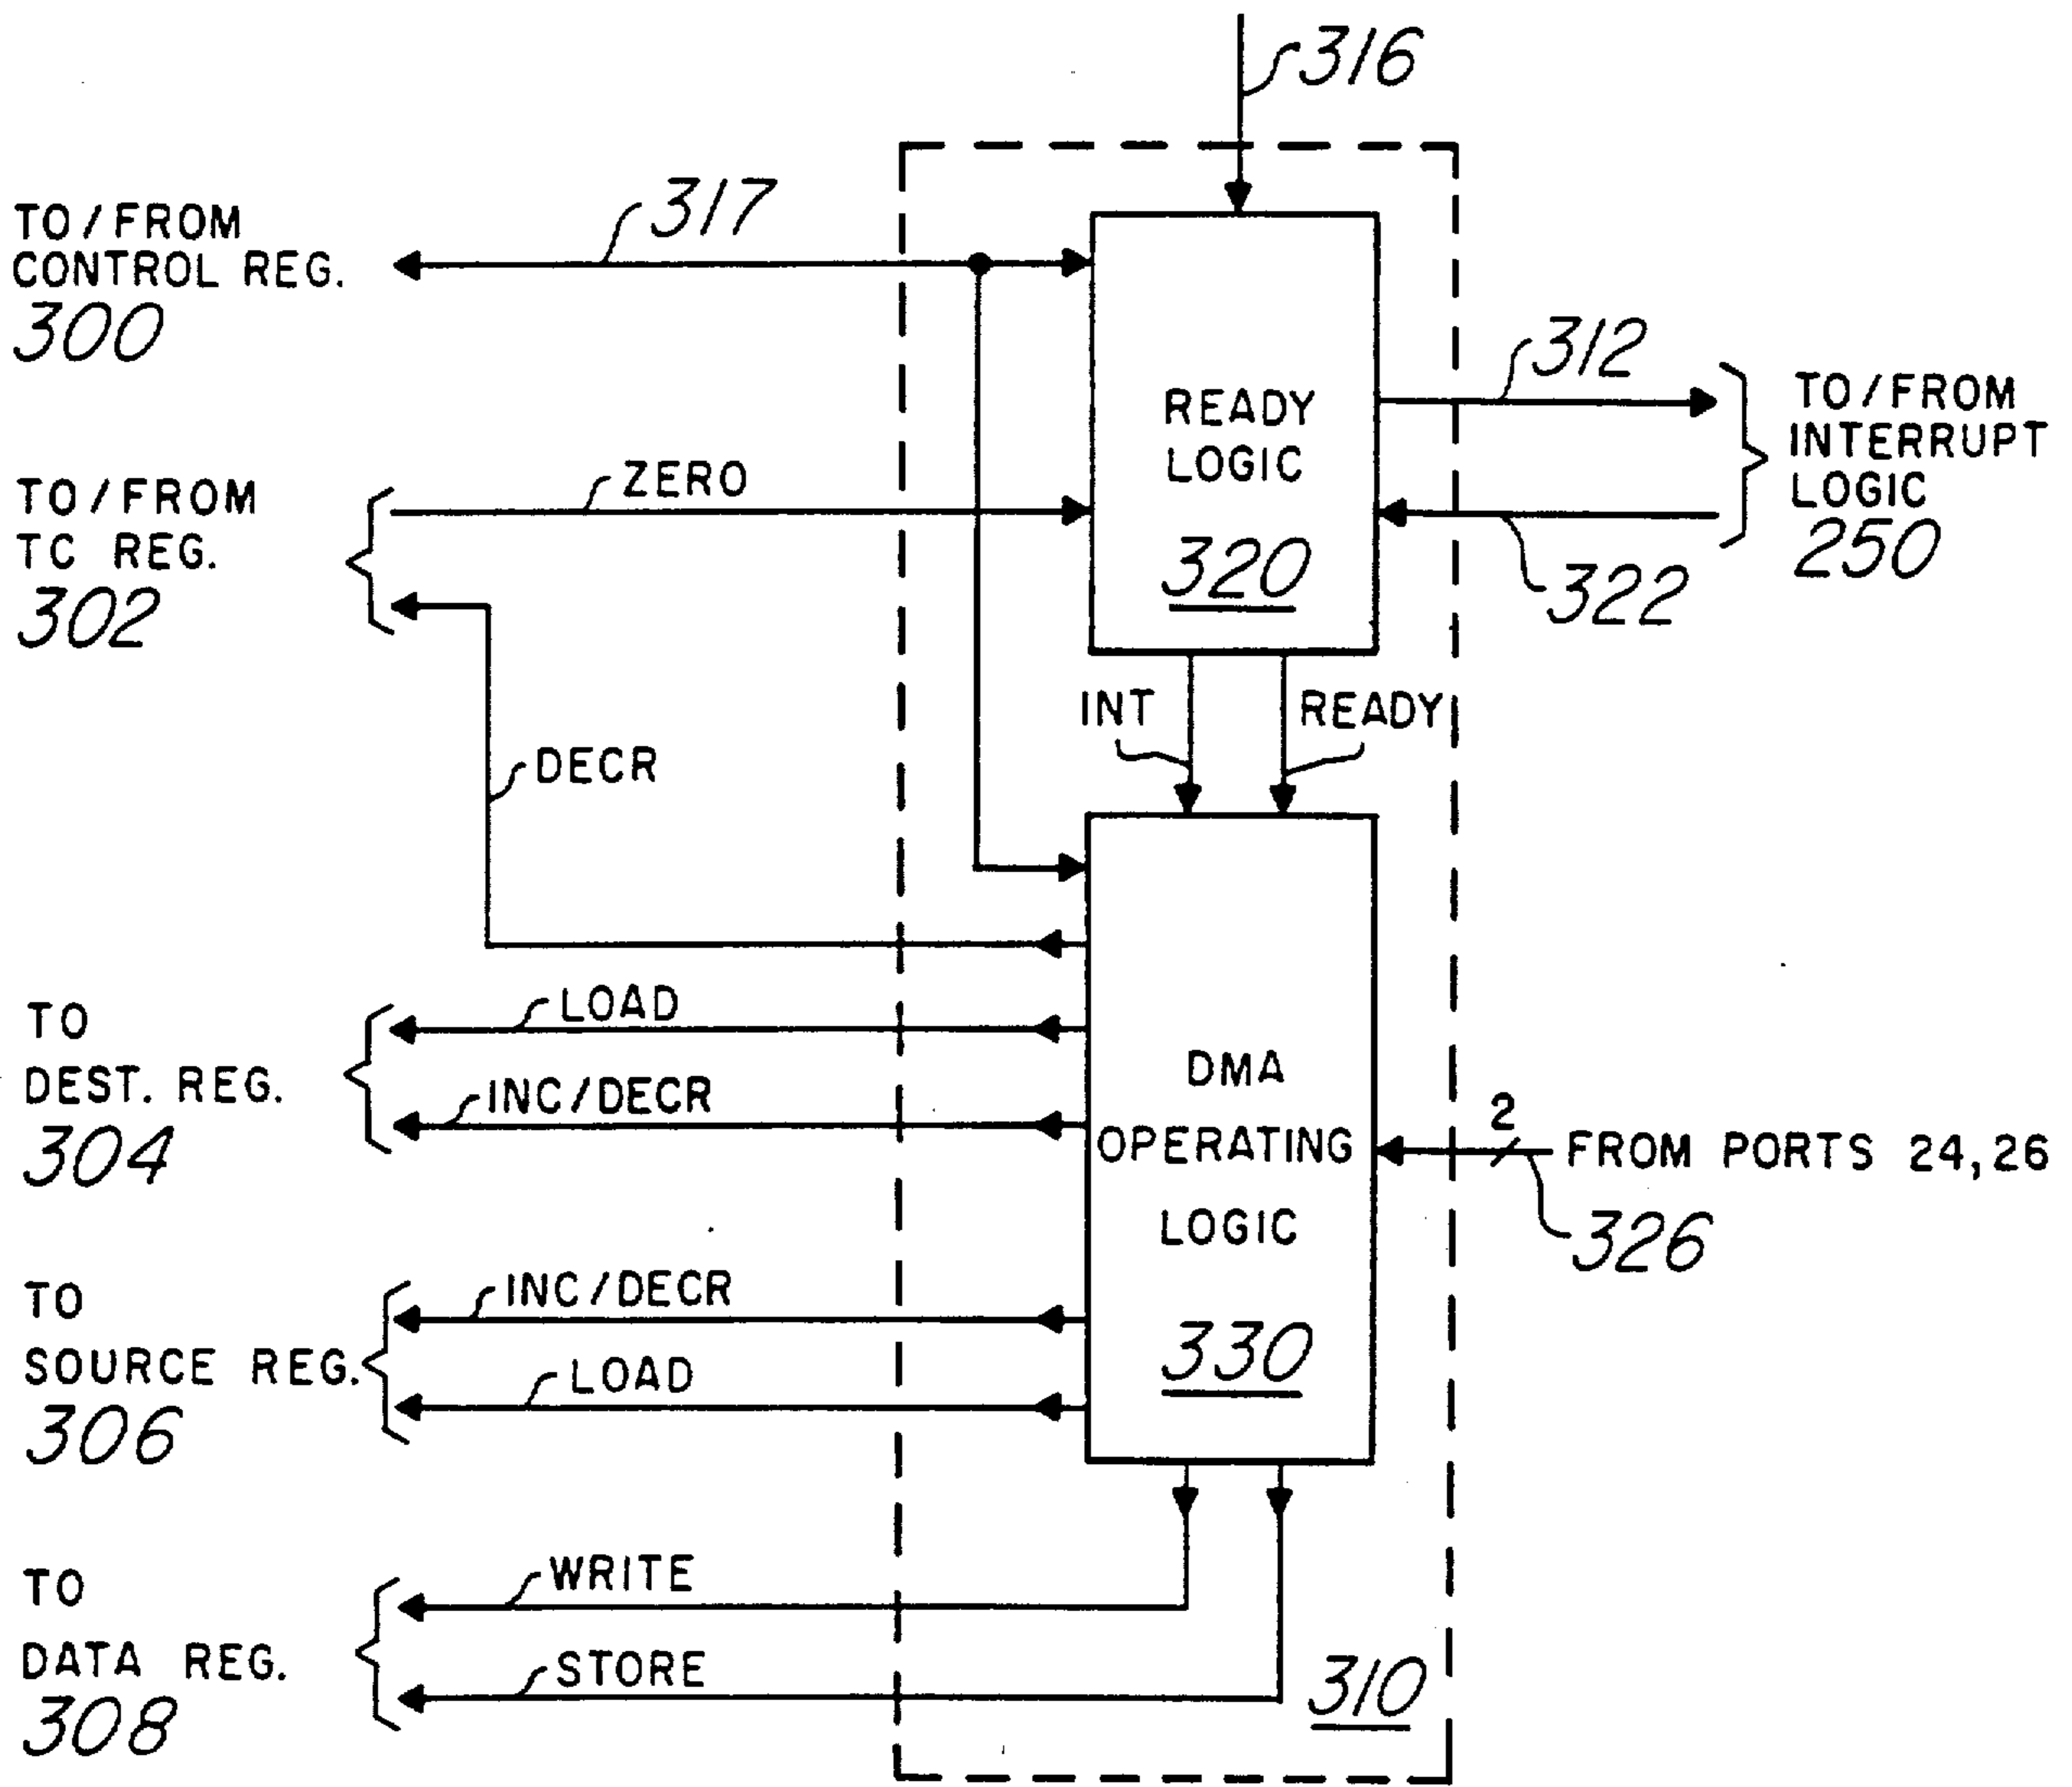 316
317
TO/FROM
CONTROL REG.
300
312
READY
LOGIC
320
TO/FROM
INTERRUPT
LOGIC
250
322
ZERO
TO/FROM
TC REG.
302
INT
READY
DECR
LOAD
TO
DEST. REG.
304
INC/DECR
DMA
OPERATING
LOGIC
330
2
FROM PORTS 24,26
326
INC/DECR
TO
SOURCE REG.
306
LOAD
WRITE
TO
DATA REG.
308
STORE
310